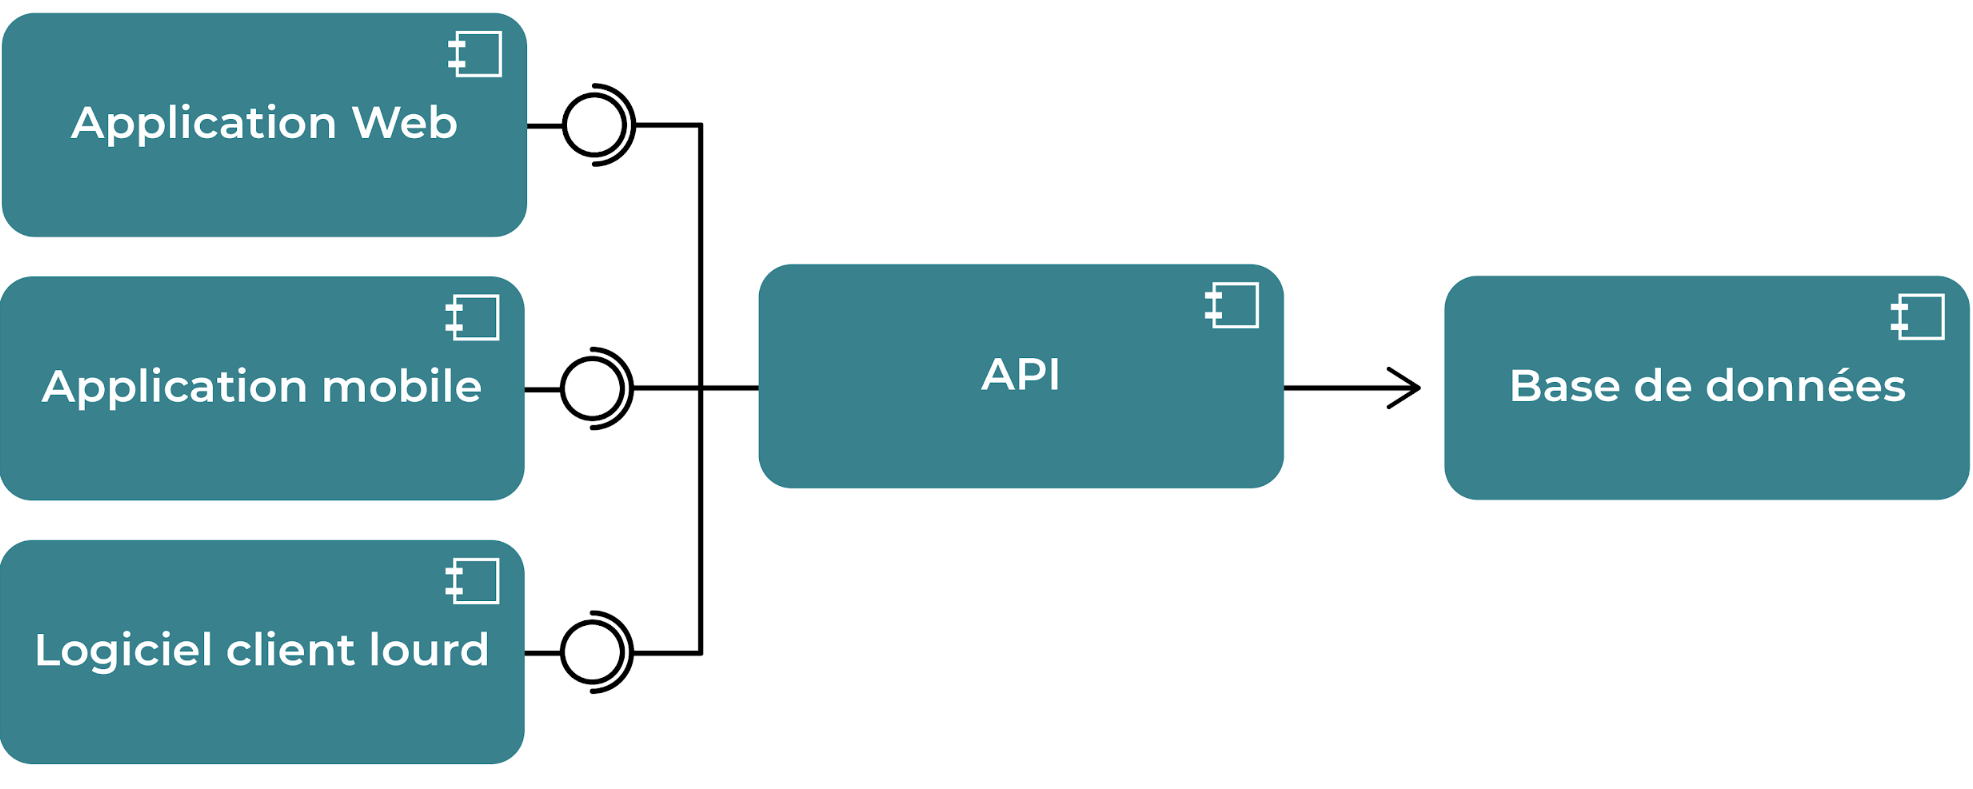 Application Web
Application mobile
Logiciel client lourd
API
Base de données